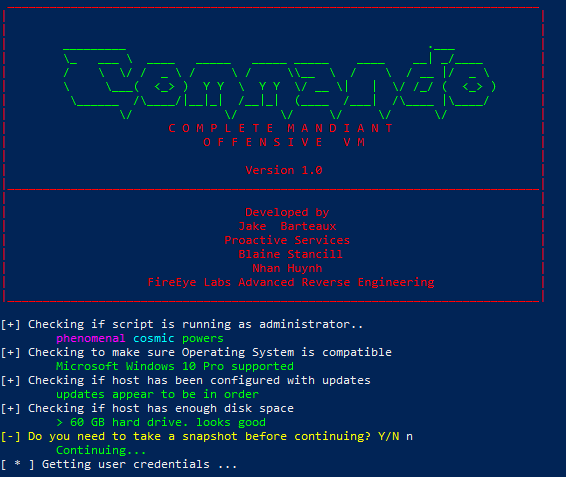 Commando
C O M P L E T E  M A N D I A N T
O F F E N S I V E  V M
Version 1.0
Developed by
Jake  Barteaux
Proactive Services
Blaine Stancill
Nhan Huynh
FireEye Labs Advanced Reverse Engineering
[+] Checking if script is running as administrator..
phenomenal cosmic powers
[+] Checking to make sure Operating System is compatible
Microsoft Windows 10 Pro supported
[+] Checking if host has been configured with updates
updates appear to be in order
[+] Checking if host has enough disk space
> 60 GB hard drive. looks good
[-] Do you need to take a snapshot before continuing? Y/N n
Continuing...
[ * ] Getting user credentials ...